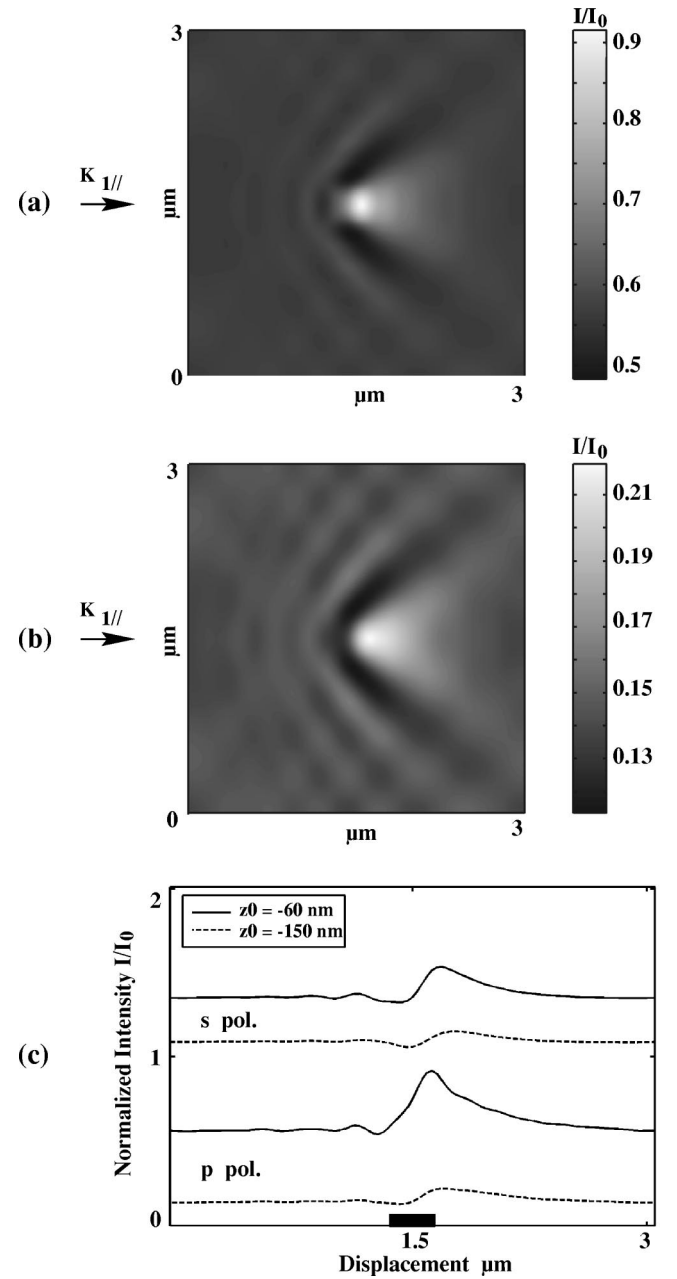 I/I0
3
0.9
0.8
(a)
K 1//
µm
0.7
0.6
0.5
0
µm
3
I/I0
3
0.21
0.19
(b)
K 1//
µm
0.17
0.15
0.13
0
µm
3
2
z0 = -60 nm
z0 = -150 nm
s pol.
(c)
Normalized Intensity I/I0
1
p pol.
0
1.5
3
Displacement µm